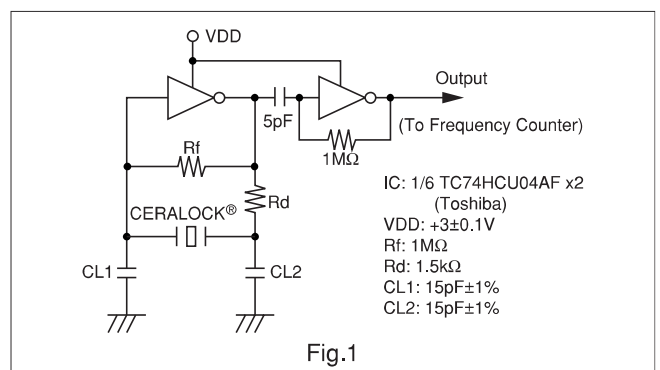 VDD
Output
5pF
(To Frequency Counter)
Rf
1MΩ
Rd
CERALOCK®
CL1
CL2
IC: 1/6 TC74HCU04AF x2
(Toshiba)
VDD: +3±0.1V
Rf: 1MΩ
Rd: 1.5kΩ
CL1: 15pF±1%
CL2: 15pF±1%
Fig.1